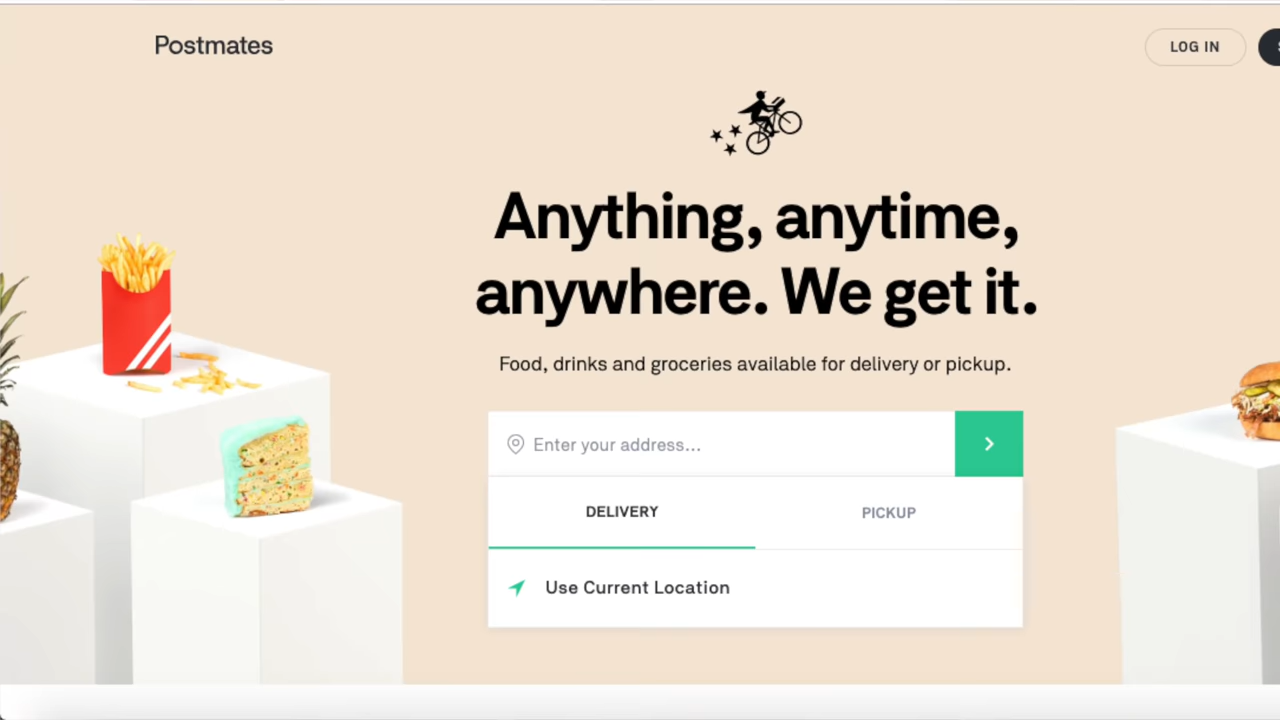 Postmates
LOG IN
Anything, anytime,
anywhere. We get it.
Food, drinks and groceries available for delivery or pickup.
Enter your address...
DELIVERY
PICKUP
Use Current Location